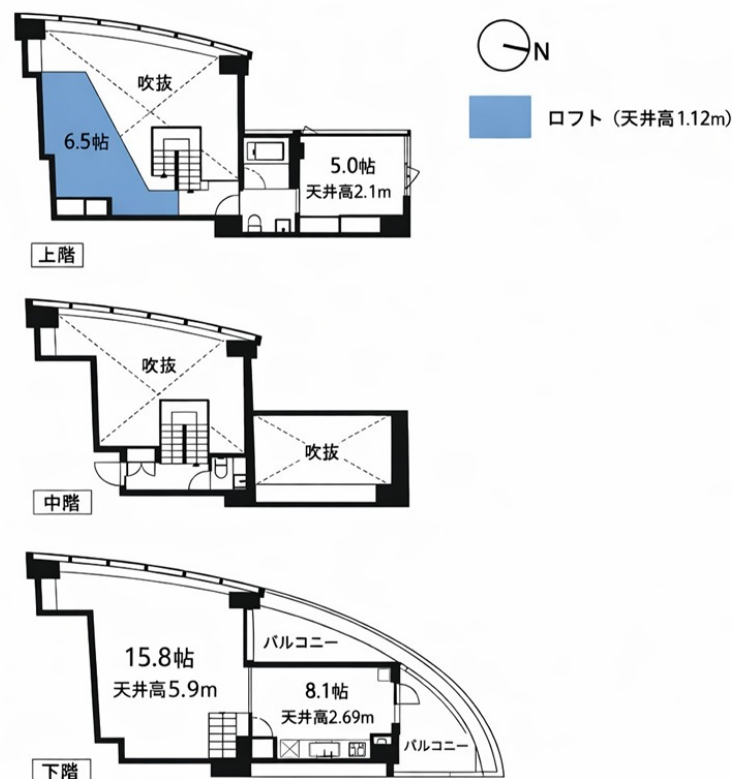 N
ロフト（天井高1.12m）
吹抜
6.5帖
5.0帖
天井高2.1m
上階
吹抜
吹抜
中階
バルコニー
15.8帖
天井高5.9m
8.1帖
天井高2.69m
バルコニー
下階